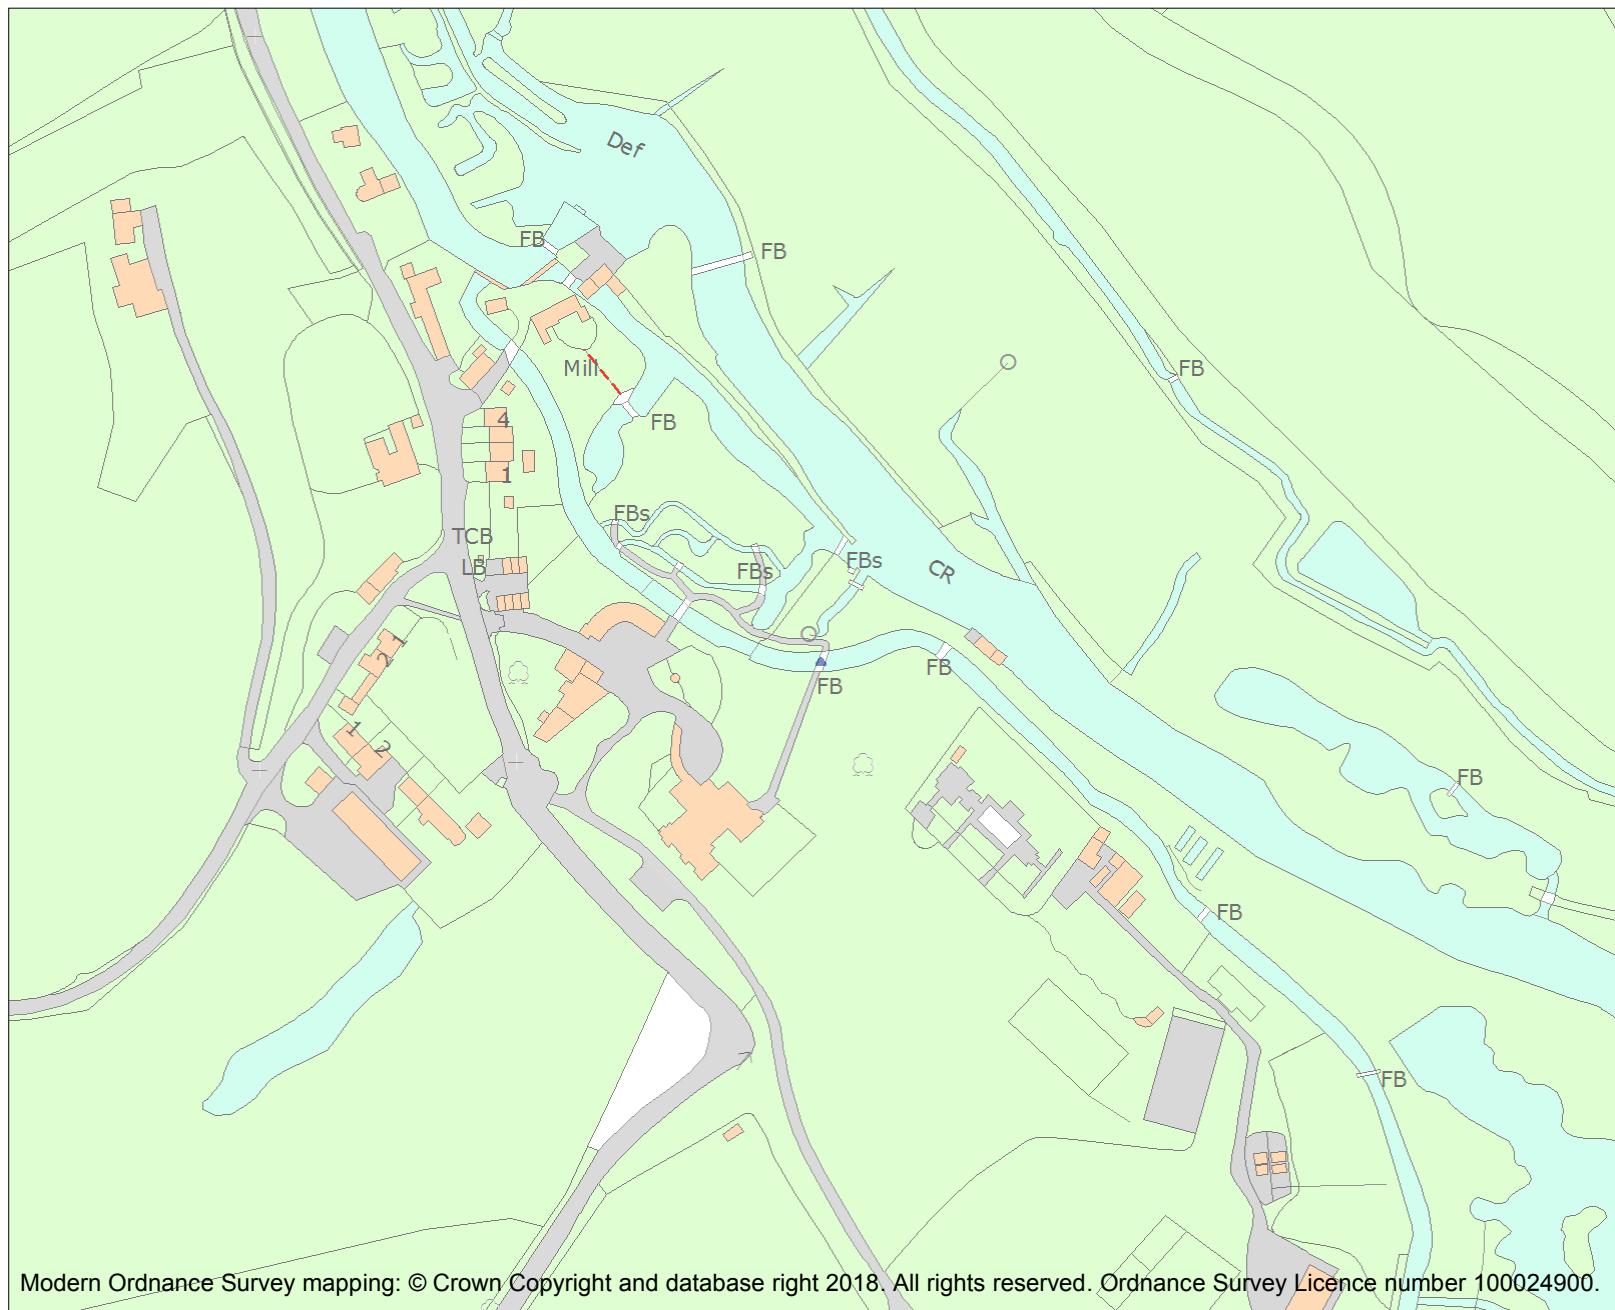 Def
FB
FB
FB
Mill
4
FB
1
FBs
TCB
FBs
LB
FBs
CR
1
2
FB
FB
1
2
FB
FB
FB
Modern Ordnance Survey mapping: © Crown Copyright and database right 2018. All rights reserved. Ordnance Survey Licence number 100024900.